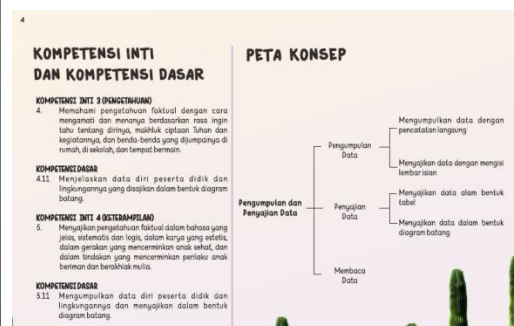 4
KOMPETENSI INTI
DAN KOMPETENSI DASAR
KOMPETENSI INTI 3 (PENGETAHUAN)
4. Memahami pengetahuan faktual dengan cara
mengamati dan menanya berdasarkan rasa ingin
tahu tentang dirinya, makhluk ciptaan Tuhan dan
kegiatannya, dan benda-benda yang dijumpainya di
rumah, di sekolah, dan tempat bermain.
KOMPETENSI DASAR
4.11 Menjelaskan data diri peserta didik dan
lingkungannya yang disajikan dalam bentuk diagram
batang.
KOMPETENSI INTI 4 (KETERAMPILAN)
5. Menyajikan pengetahuan faktual dalam bahasa yang
jelas, sistematis dan logis, dalam karya yang estetis,
dalam gerakan yang mencerminkan anak sehat, dan
dalam tindakan yang mencerminkan perilaku anak
beriman dan berakhlak mulia.
KOMPETENSI DASAR
5.11 Mengumpulkan data diri peserta didik dan
lingkungannya dan menyajikan dalam bentuk
diagram batang.
PETA KONSEP
Pengumpulan dan
Penyajian Data
Pengumpulan
Data
Mengumpulkan data dengan
pencatatan langsung
Menyajikan data dengan mengisi
lembar isian
Penyajian
Data
Menyajikan data alam bentuk
tabel
Menyajikan data dalam bentuk
diagram batang
Membaca
Data